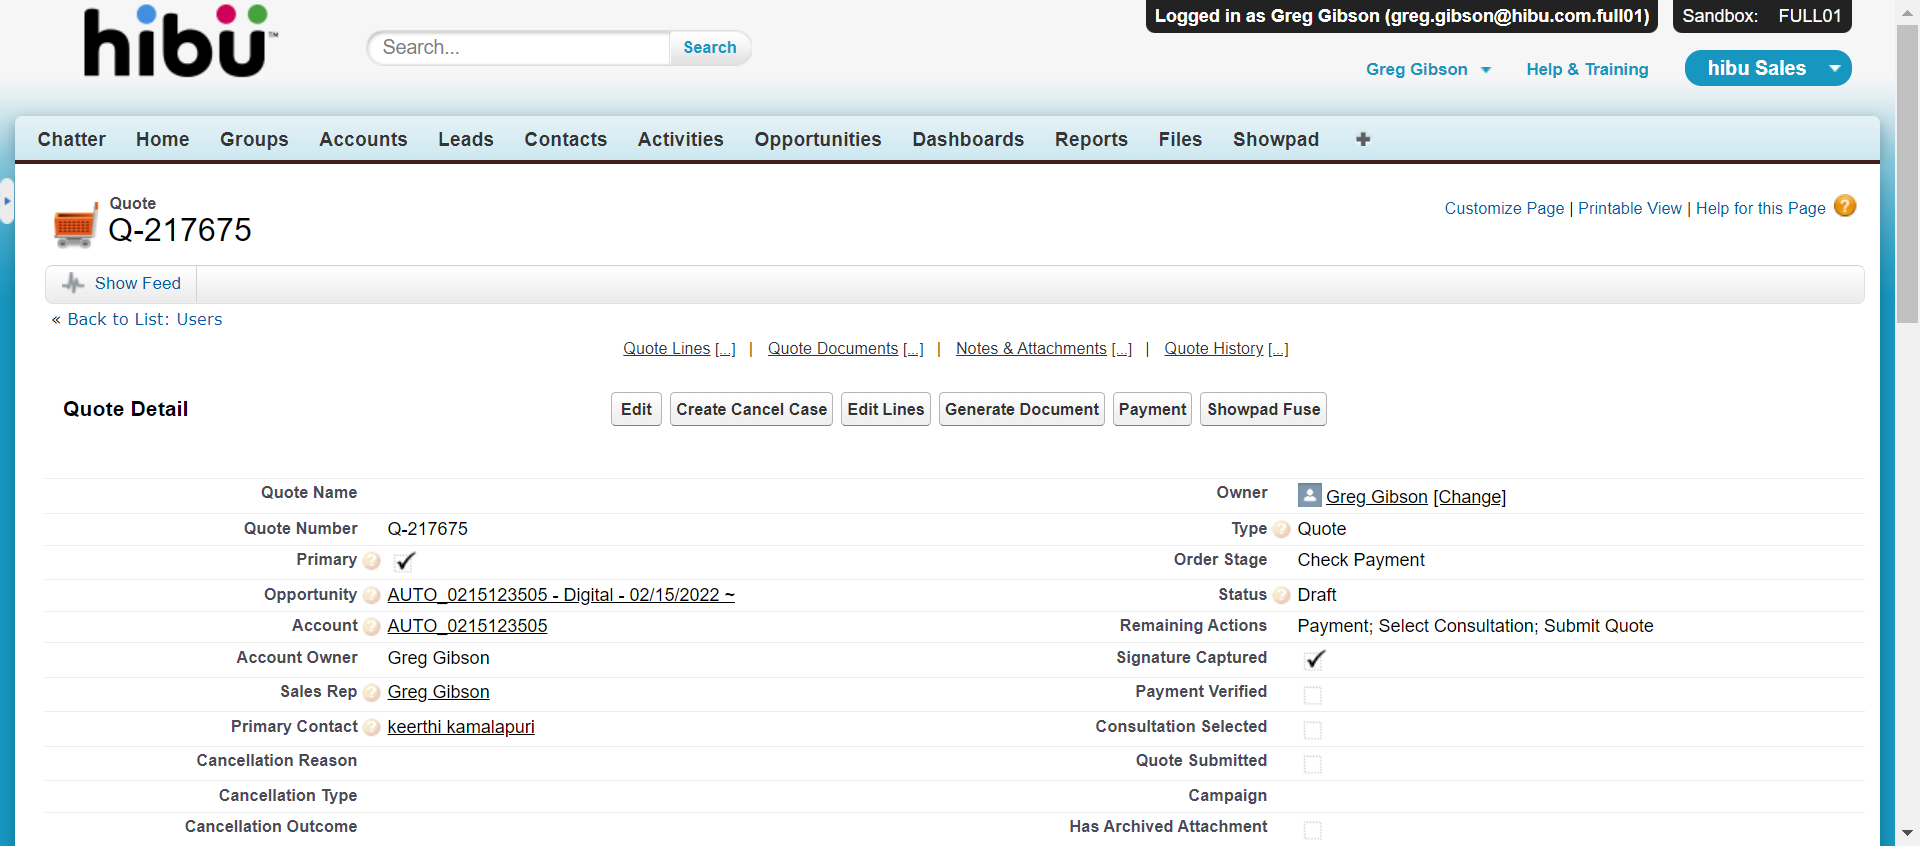 hibu™
Search...
Search
Logged in as Greg Gibson (greg.gibson@hibu.com.full01)
Sandbox: FULL01
Greg Gibson
Help & Training
hibu Sales
Chatter Home Groups Accounts Leads Contacts Activities Opportunities Dashboards Reports Files Showpad
Quote
Q-217675
Customize Page | Printable View | Help for this Page ?
Show Feed
« Back to List: Users
Quote Lines [...] | Quote Documents [...] | Notes & Attachments [...] | Quote History [...]
Quote Detail
Edit Create Cancel Case Edit Lines Generate Document Payment Showpad Fuse
Quote Name
Owner Greg Gibson [Change]
Quote Number Q-217675
Type ? Quote
Primary ?
Order Stage Check Payment
Opportunity ? AUTO_0215123505 - Digital - 02/15/2022 ~
Status ? Draft
Account ? AUTO_0215123505
Remaining Actions Payment; Select Consultation; Submit Quote
Account Owner Greg Gibson
Signature Captured
Sales Rep ? Greg Gibson
Payment Verified
Primary Contact ? keerthi kamalapuri
Consultation Selected
Cancellation Reason
Quote Submitted
Cancellation Type
Campaign
Cancellation Outcome
Has Archived Attachment